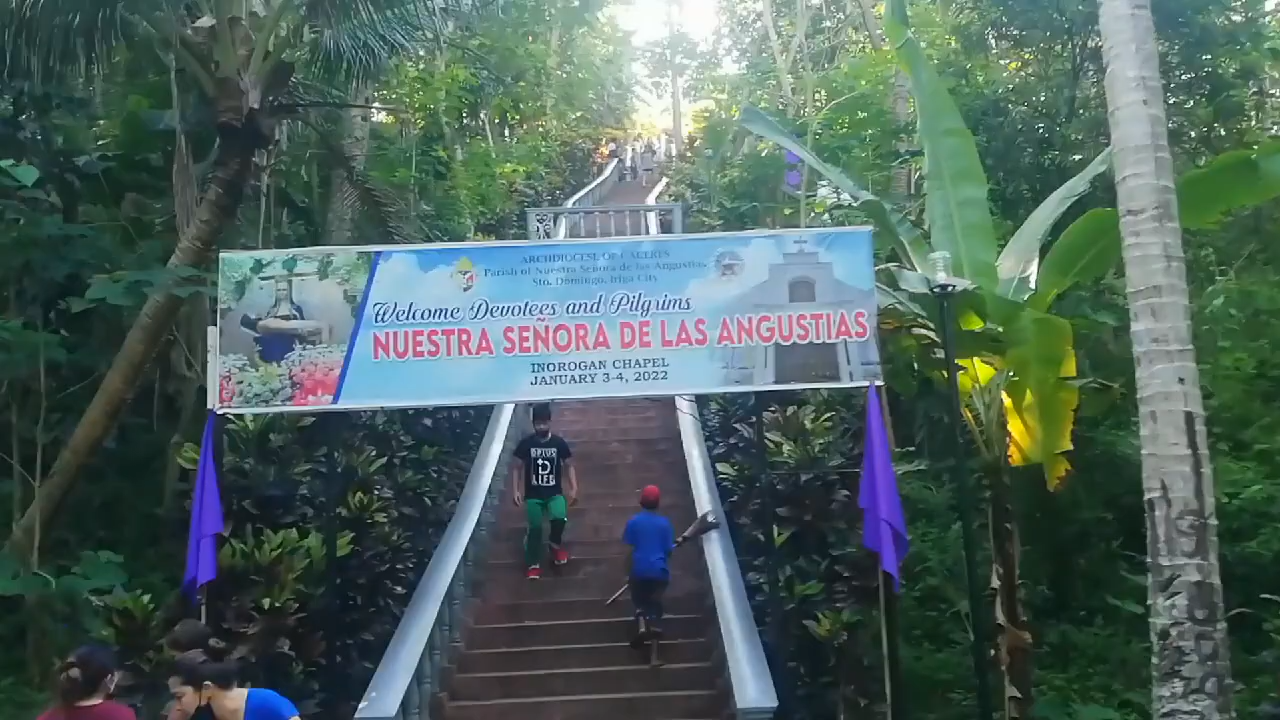 ARCHDIOCESE OF CACERES
Parish of Nuestra Señora de las Angustias
Sto. Domingo, Iriga City
Welcome Devotees and Pilgrims
NUESTRA SEÑORA DE LAS ANGUSTIAS
INOROGAN CHAPEL
JANUARY 3-4, 2022